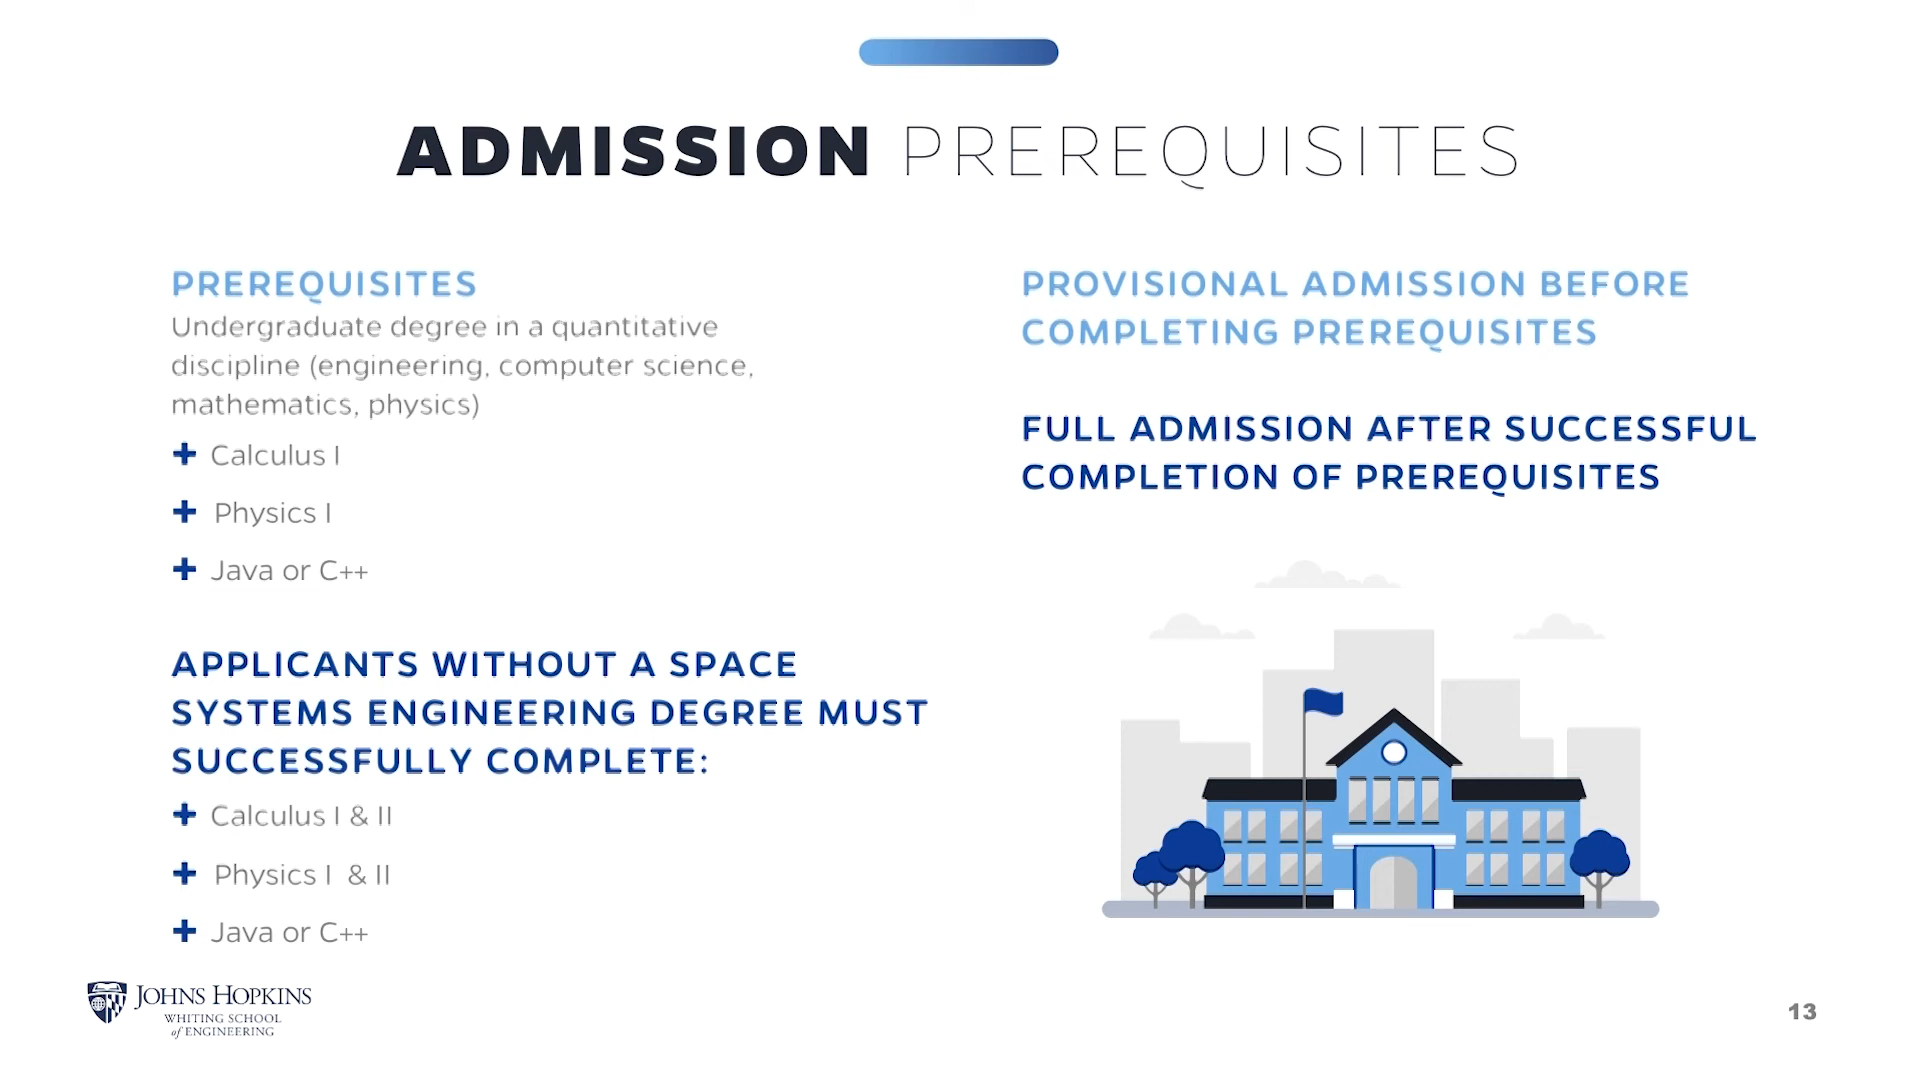 ADMISSION PREREQUISITES
PREREQUISITES
Undergraduate degree in a quantitative
discipline (engineering, computer science,
mathematics, physics)
+ Calculus I
+ Physics I
+ Java or C++
APPLICANTS WITHOUT A SPACE
SYSTEMS ENGINEERING DEGREE MUST
SUCCESSFULLY COMPLETE:
+ Calculus I & II
+ Physics I & II
+ Java or C++
PROVISIONAL ADMISSION BEFORE
COMPLETING PREREQUISITES
FULL ADMISSION AFTER SUCCESSFUL
COMPLETION OF PREREQUISITES
JOHNS HOPKINS
WHITING SCHOOL
of ENGINEERING
13